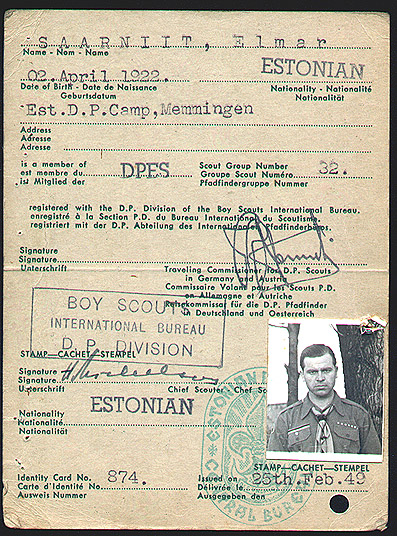 SAARNIIT, Elmar
Name - Nom - Name
02. April 1922.
ESTONIAN
Date of Birth - Date de Naissance
Geburtsdatum
Nationality - Nationalité
Nationalität
Est.D.P.Camp, Memmingen
Address
Adresse
Adresse
is a member of
est membre du
ist Mitglied der
DPES
Scout Group Number
Groupe Scout Numéro
Pfadfindergruppe Nummer
32.
registered with the D.P. Division of the Boy Scouts International Bureau.
enregistré à la Section P.D. du Bureau International du Scoutisme.
registriert mit der D.P. Abteilung des Internationalen Pfadfinderbüros.
Signature
Signature
Unterschrift
Traveling Commissioner for D.P. Scouts
in Germany and Austria
Commissaire Volant pour les Scouts P.D.
en Allemagne et Autriche
Reisekommissar für die D.P. Pfadfinder
in Deutschland und Oesterreich
BOY SCOUTS
INTERNATIONAL BUREAU
D.P. DIVISION
STAMP—CACHET—STEMPEL
Signature
Signature
Unterschrift
Chief Scouter - Chef
Nationality
Nationalité
Nationalität
ESTONIAN
STAMP—CACHET—STEMPEL
Identity Card No.
Carte d'Identité No.
Ausweis Nummer
874.
Issued on
Délivrée le
Ausgegeben den
25th.Feb.49